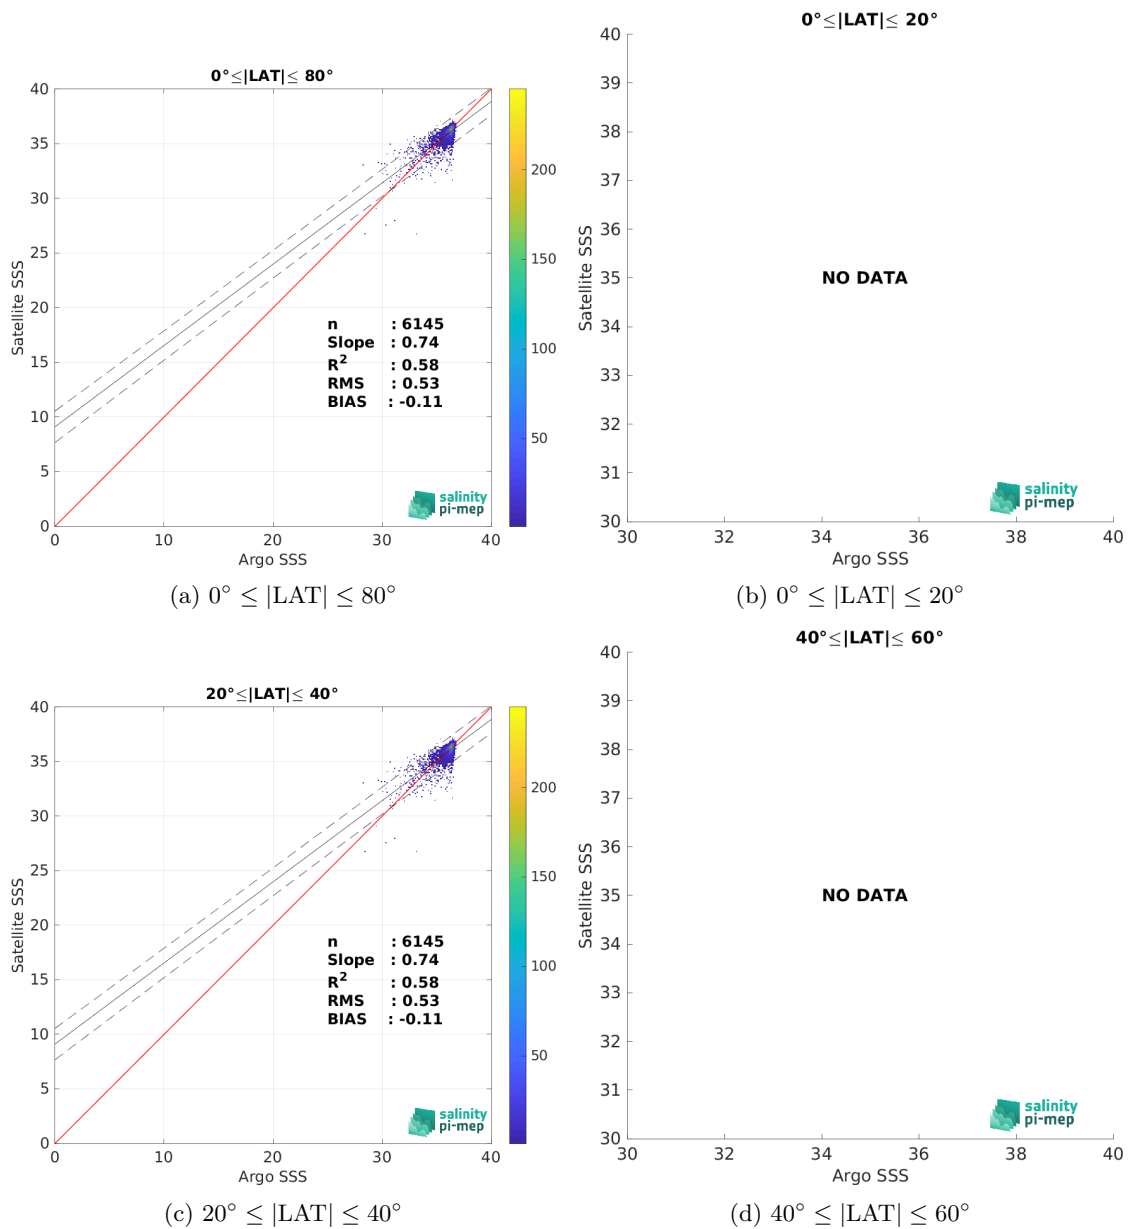 0°≤|LAT|≤ 80°
40
35
30
25
20
15
10
5
0
0
10
20
30
40
Satellite SSS
Argo SSS
n : 6145
Slope : 0.74
R² : 0.58
RMS : 0.53
BIAS : -0.11
200
150
100
50
salinity
pi-mep
(a) 0° ≤ |LAT| ≤ 80°
0°≤|LAT|≤ 20°
40
39
38
37
36
35
34
33
32
31
30
30
32
34
36
38
40
Satellite SSS
Argo SSS
NO DATA
salinity
pi-mep
(b) 0° ≤ |LAT| ≤ 20°
20°≤|LAT|≤ 40°
40
35
30
25
20
15
10
5
0
0
10
20
30
40
Satellite SSS
Argo SSS
n : 6145
Slope : 0.74
R² : 0.58
RMS : 0.53
BIAS : -0.11
200
150
100
50
salinity
pi-mep
(c) 20° ≤ |LAT| ≤ 40°
40°≤|LAT|≤ 60°
40
39
38
37
36
35
34
33
32
31
30
30
32
34
36
38
40
Satellite SSS
Argo SSS
NO DATA
salinity
pi-mep
(d) 40° ≤ |LAT| ≤ 60°